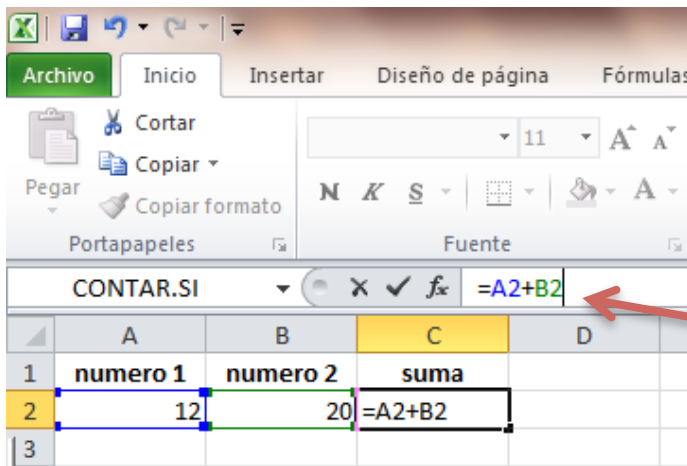 Archivo Inicio Insertar Diseño de página Fórmulas
Cortar
Copiar
Pegar
Copiar formato
11 A A
N K S A
Portapapeles Fuente
CONTAR.SI fx =A2+B2
A B C D
1 numero 1 numero 2 suma
2 12 20 =A2+B2
3